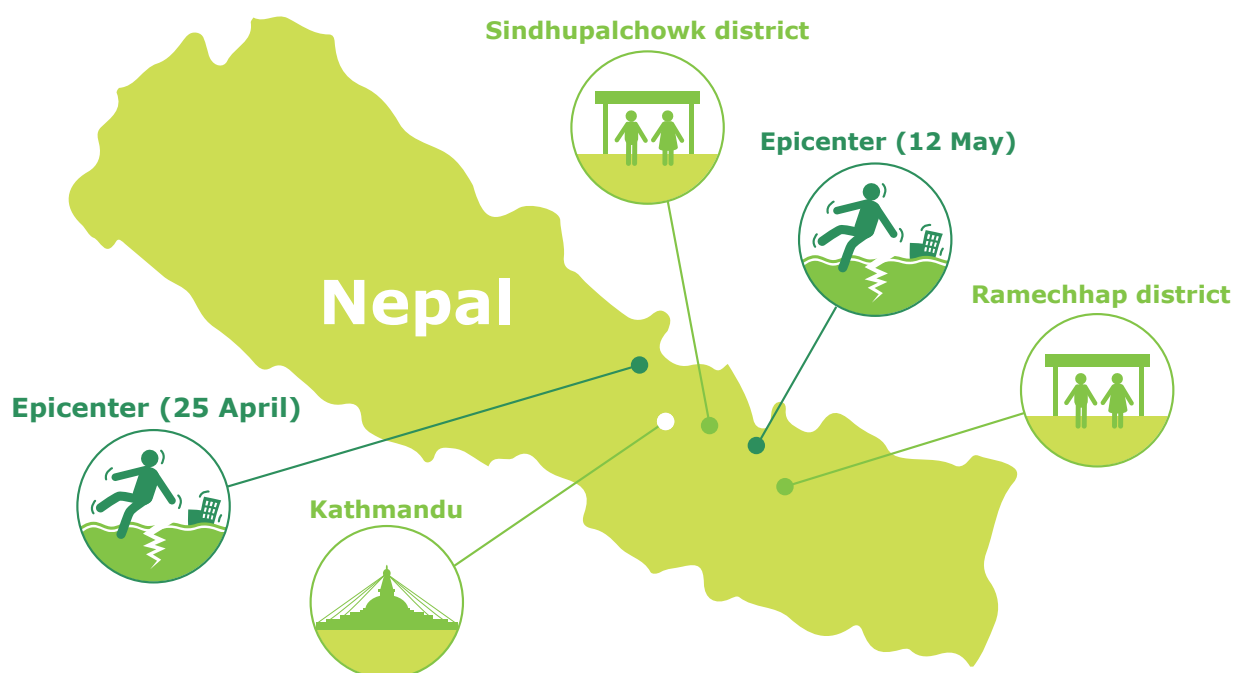 Sindhupalchowk district
Epicenter (12 May)
Nepal
Ramechhap district
Epicenter (25 April)
Kathmandu